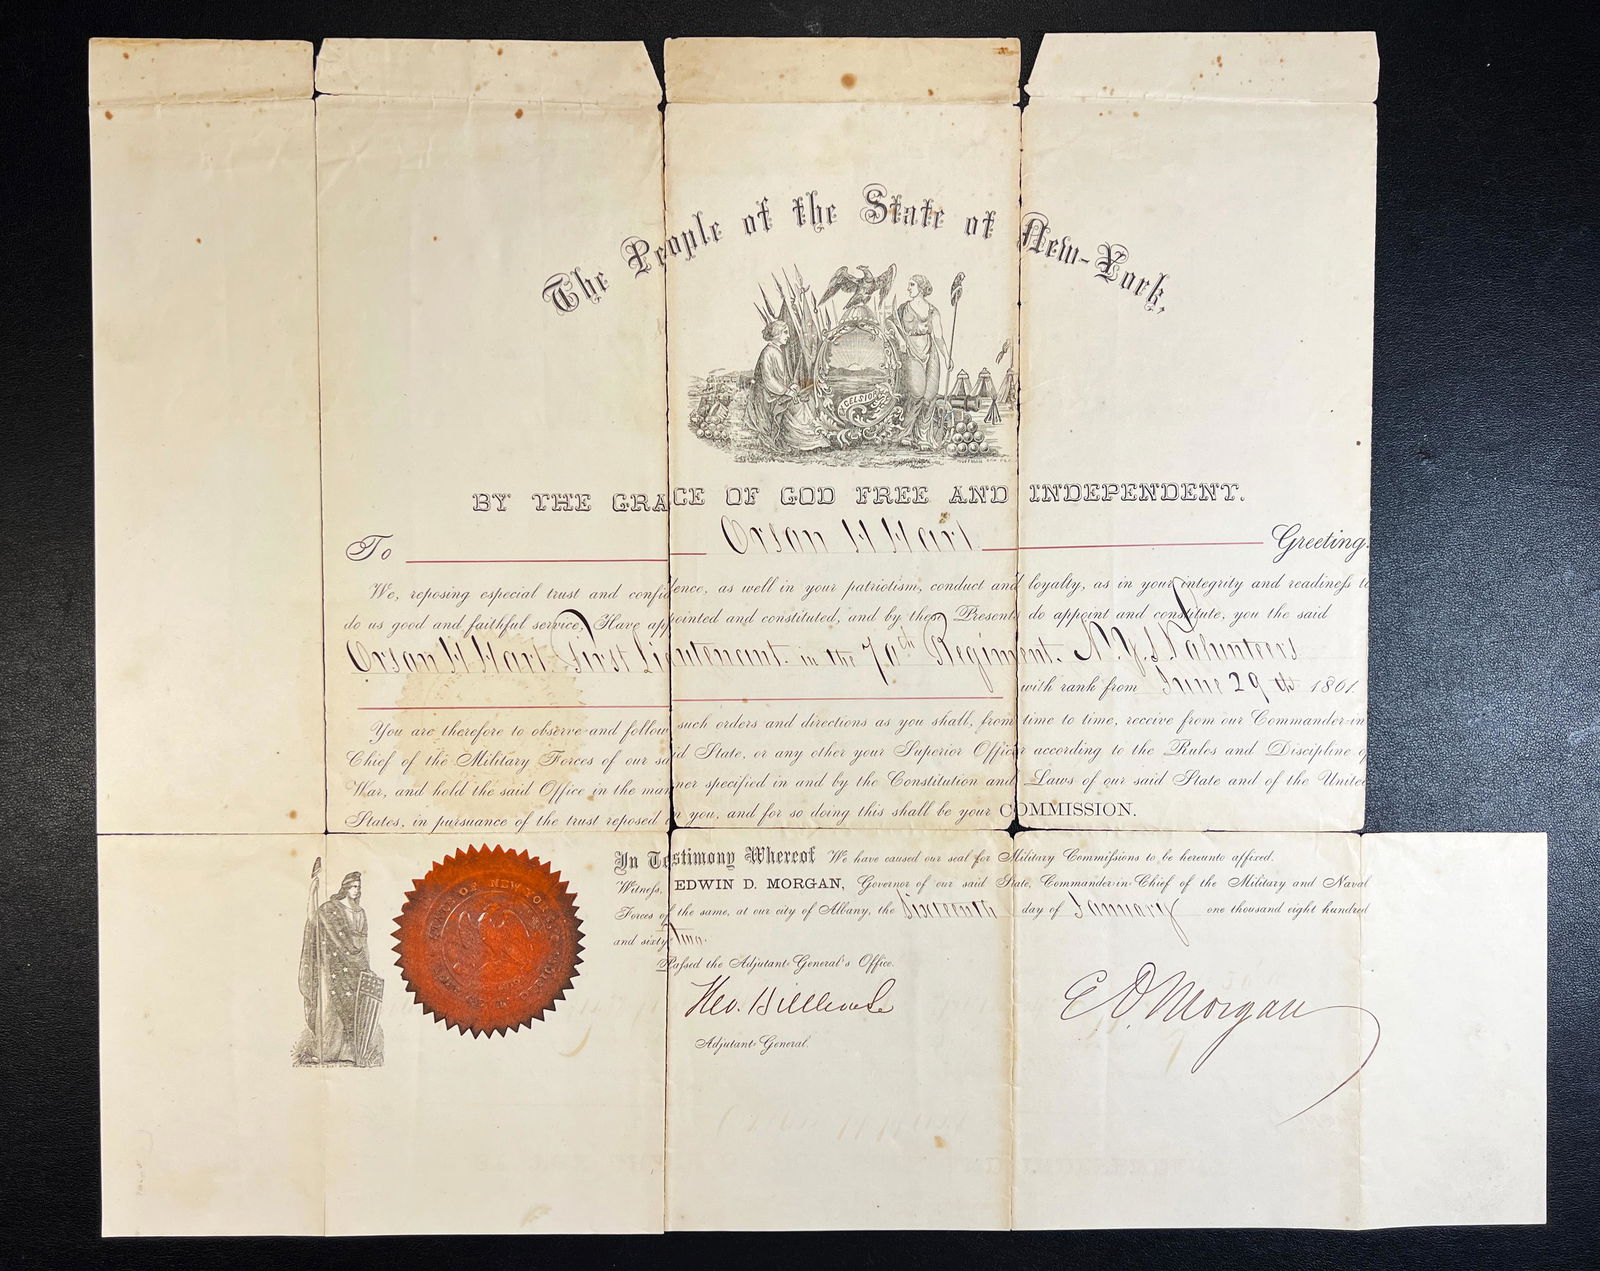 The People of the State of New-York,
EXCELSIOR
BY THE GRACE OF GOD FREE AND INDEPENDENT.
To Orson H Hart Greeting.
We, reposing especial trust and confidence, as well in your patriotism, conduct and loyalty, as in your integrity and readiness to
do us good and faithful service; Have appointed and constituted, and by these Presents do appoint and constitute, you the said
Orson H Hart First Lieutenant in the 70th Regiment. N.Y.S Volunteers
with rank from June 29th 1861.
You are therefore to observe and follow such orders and directions as you shall, from time to time, receive from our Commander-in
Chief of the Military Forces of our said State, or any other your Superior Officer according to the Rules and Discipline of
War, and hold the said Office in the manner specified in and by the Constitution and Laws of our said State and of the United
States, in pursuance of the trust reposed in you, and for so doing this shall be your COMMISSION.
In Testimony Whereof We have caused our seal for Military Commissions to be hereunto affixed.
Witness, EDWIN D. MORGAN, Governor of our said State, Commander-in-Chief of the Military and Naval
Forces of the same, at our city of Albany, the Sixteenth day of January one thousand eight hundred
and sixty two.
Passed the Adjutant-General's Office.
Tho. Hillhouse
E D. Morgan
Adjutant-General.